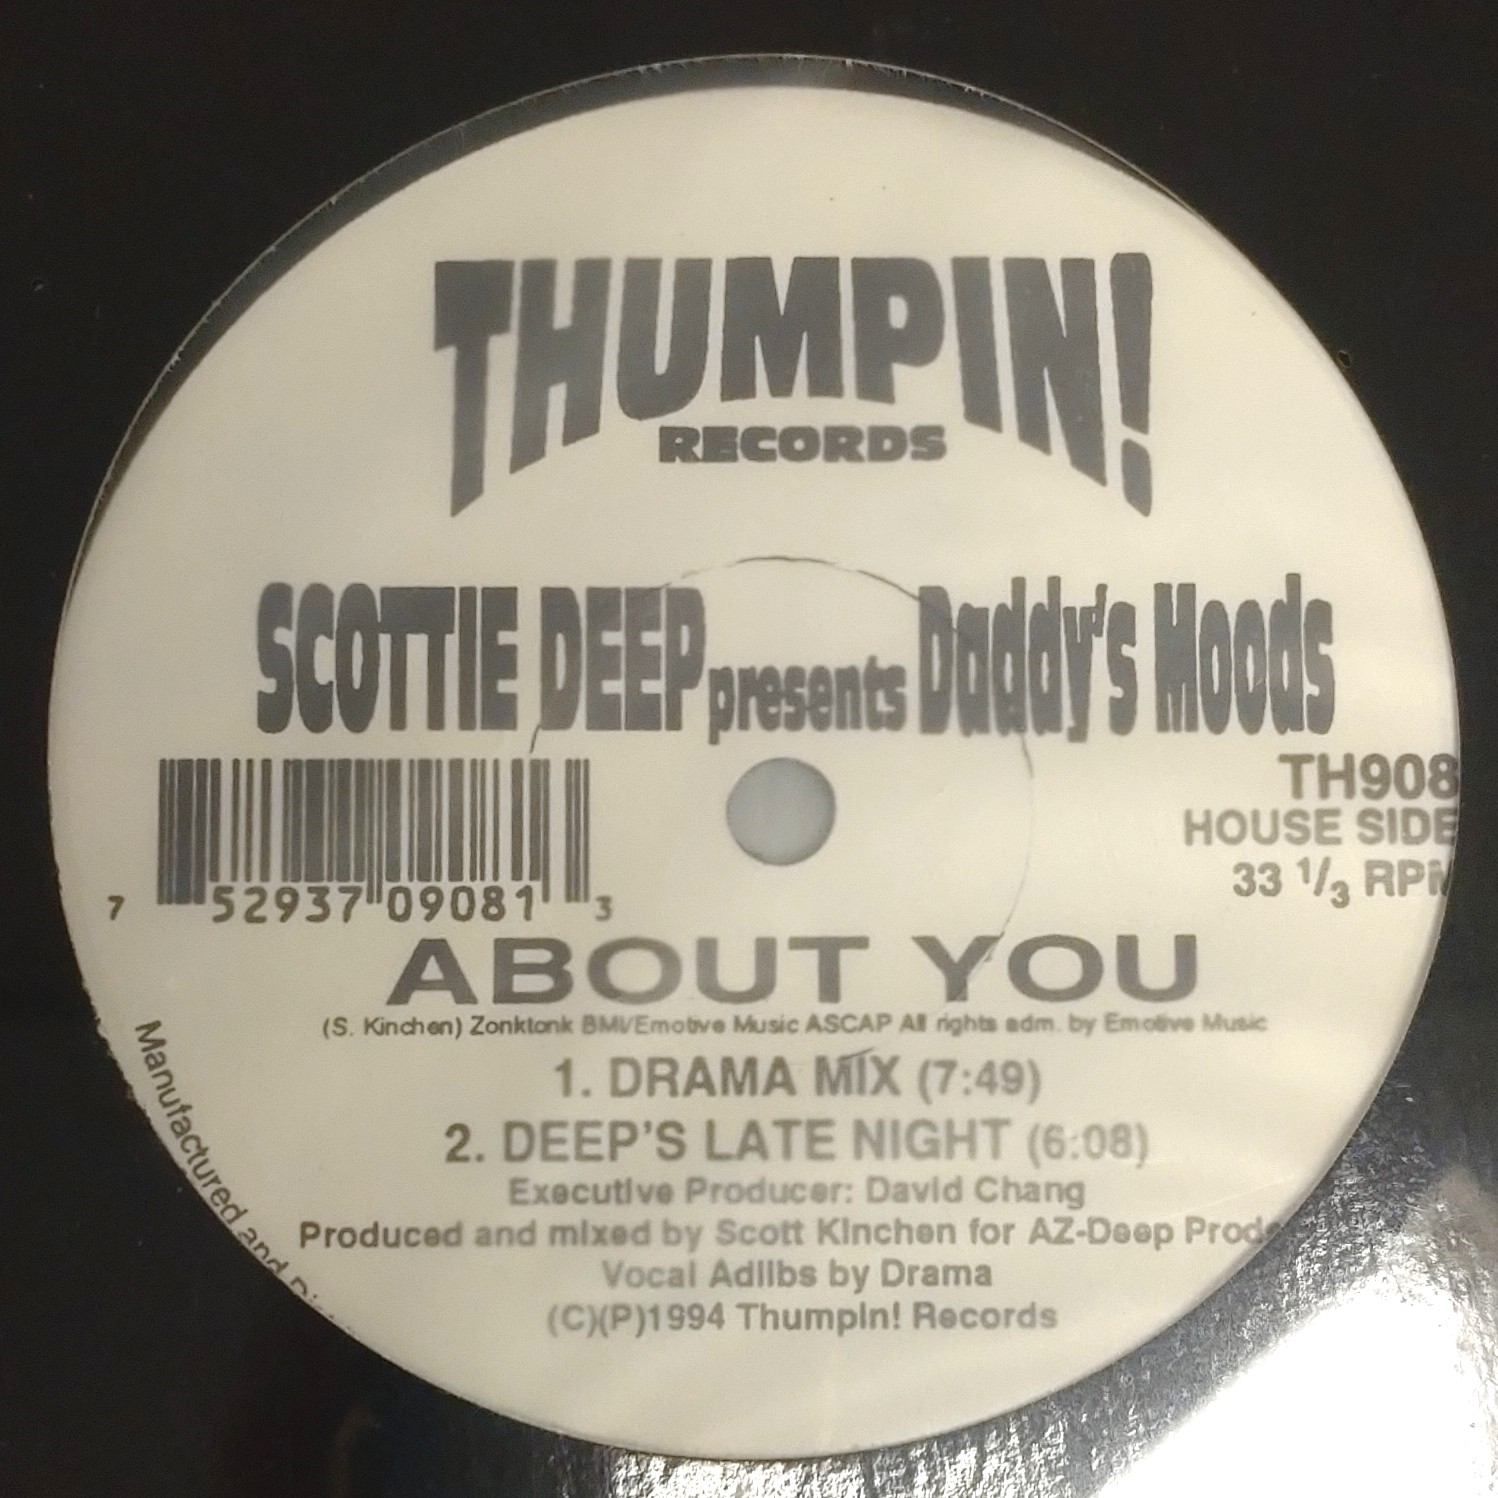 THUMPIN!
RECORDS
SCOTTIE DEEP presents Daddy's Moods
TH908
HOUSE SIDE
33 1/3 RPM
7 52937 09081 3
ABOUT YOU
(S. Kinchen) Zonktonk BMI/Emotive Music ASCAP All rights adm. by Emotive Music
1. DRAMA MIX (7:49)
2. DEEP'S LATE NIGHT (6:08)
Executive Producer: David Chang
Produced and mixed by Scott Kinchen for AZ-Deep Prods
Vocal Adlibs by Drama
(C)(P)1994 Thumpin! Records
Manufactured and